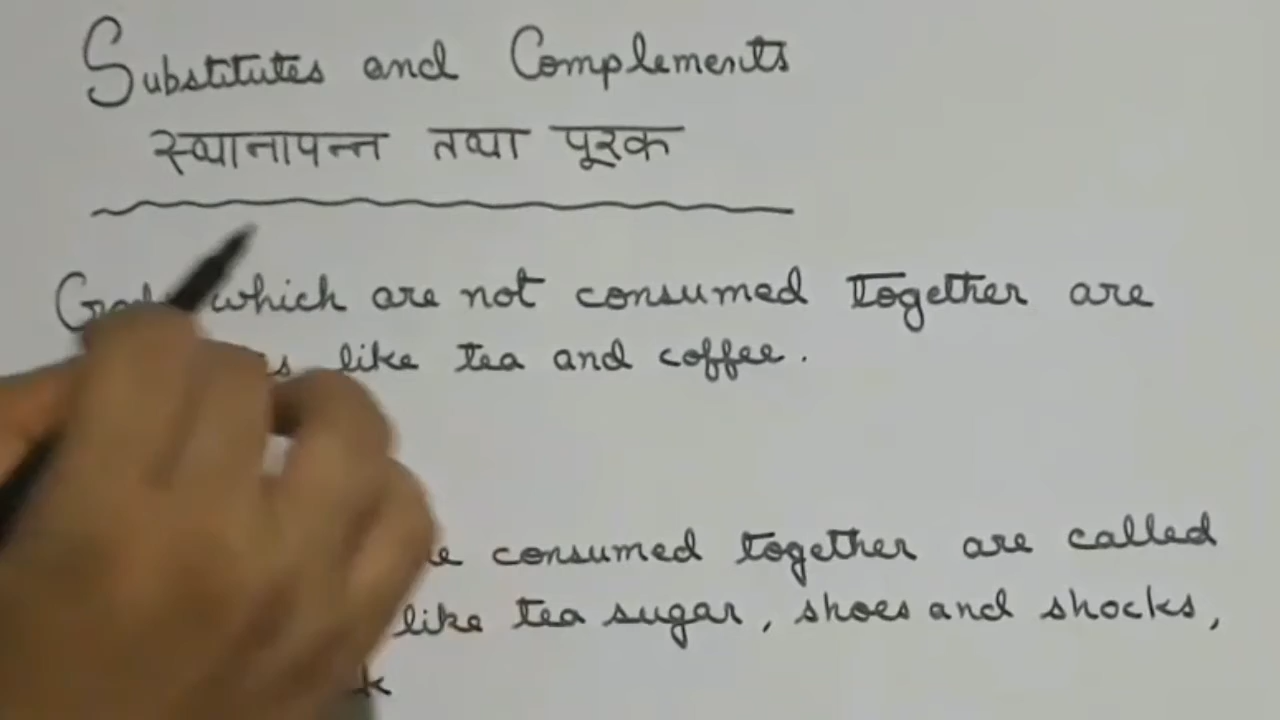 Substitutes and Complements
स्थानापन्न तथा पूरक
which are not consumed together are
like tea and coffee.
consumed together are called
like tea sugar, shoes and shocks,